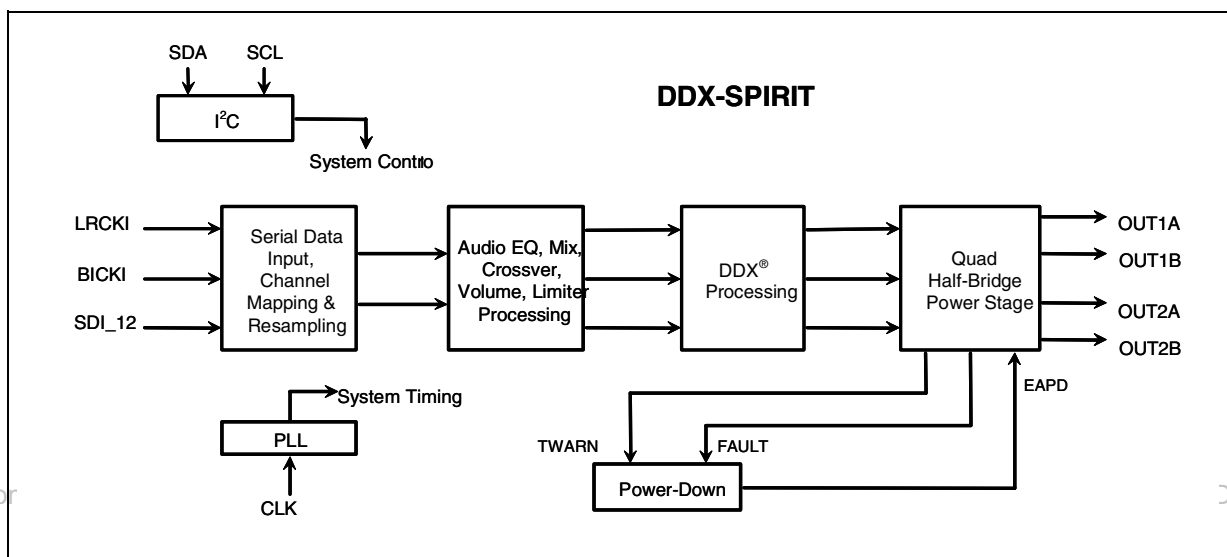 SDA SCL
DDX-SPIRIT
I²C
System Contrlo
LRCKI
BICKI
SDI_12
Serial Data
Input,
Channel
Mapping &
Resampling
Audio EQ, Mix,
Crossver,
Volume, Limiter
Processing
DDX®
Processing
Quad
Half-Bridge
Power Stage
OUT1A
OUT1B
OUT2A
OUT2B
EAPD
System Timing
PLL
CLK
TWARN
FAULT
Power-Down